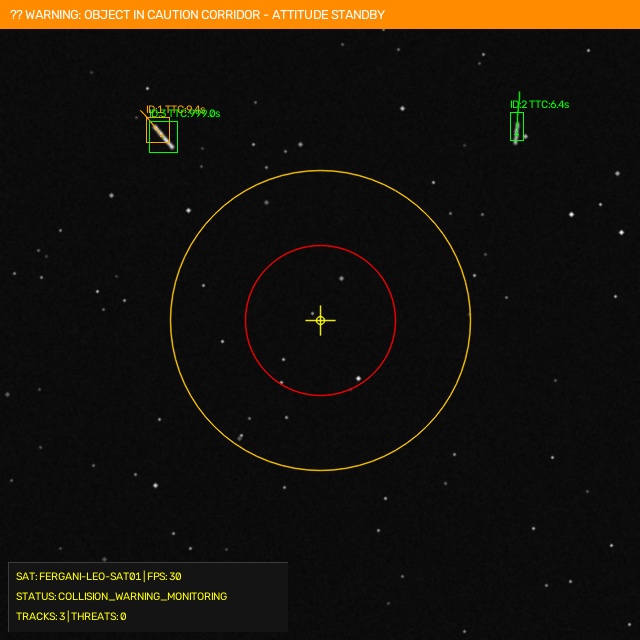 ?? WARNING: OBJECT IN CAUTION CORRIDOR - ATTITUDE STANDBY
ID:2 TTC:6.4s
ID:1 TTC:9.4s
TTC:999.0s
SAT: FERGANI-LEO-SAT01 | FPS: 30
STATUS: COLLISION_WARNING_MONITORING
TRACKS: 3 | THREATS: 0